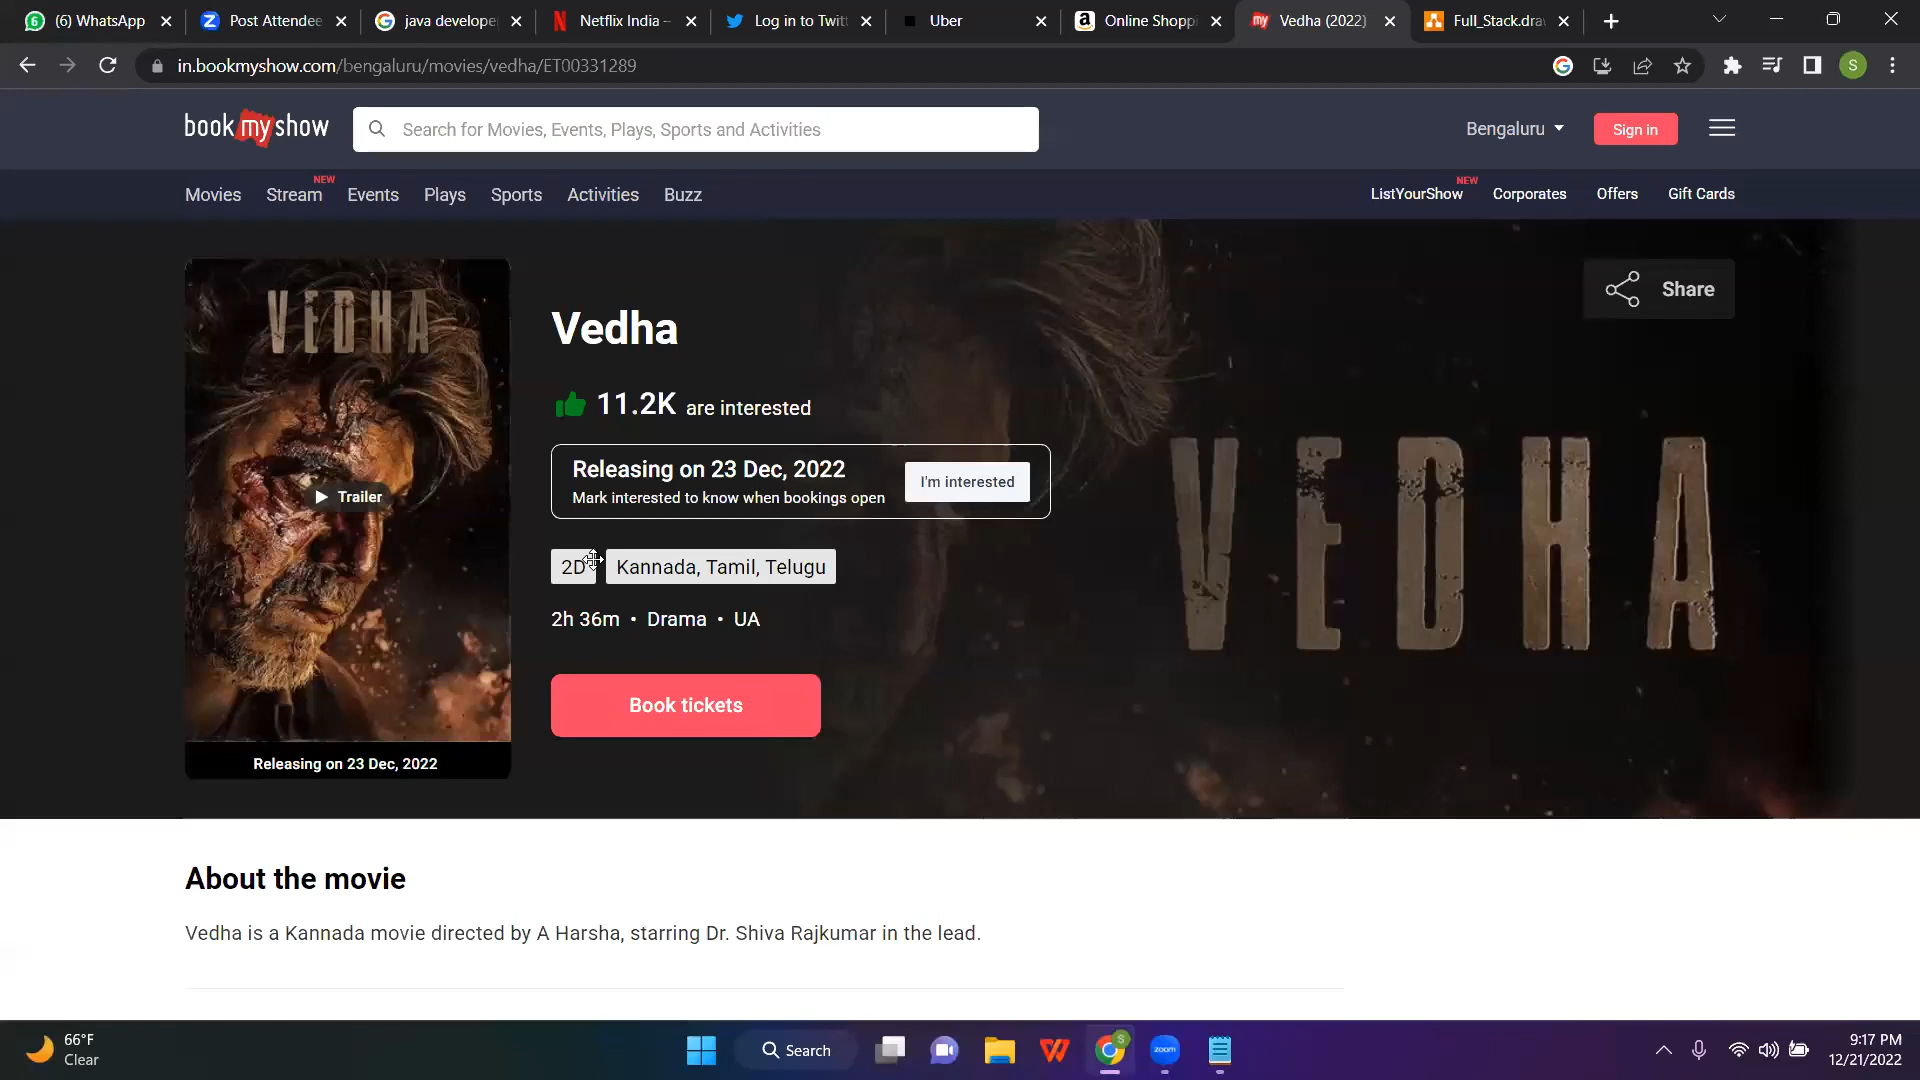 (6) WhatsApp
Post Attendee
java develope
Netflix India –
Log in to Twitt
Uber
Online Shoppi
Vedha (2022)
Full_Stack.dra
in.bookmyshow.com/bengaluru/movies/vedha/ET00331289
S
book my show
Search for Movies, Events, Plays, Sports and Activities
Bengaluru
Sign in
Movies Stream NEW Events Plays Sports Activities Buzz
ListYourShow NEW Corporates Offers Gift Cards
VEDHA
Trailer
Releasing on 23 Dec, 2022
Vedha
11.2K are interested
Releasing on 23 Dec, 2022
Mark interested to know when bookings open
I'm interested
2D Kannada, Tamil, Telugu
2h 36m • Drama • UA
Book tickets
Share
VEDHA
About the movie
Vedha is a Kannada movie directed by A Harsha, starring Dr. Shiva Rajkumar in the lead.
66°F
Clear
Search
zoom
9:17 PM
12/21/2022